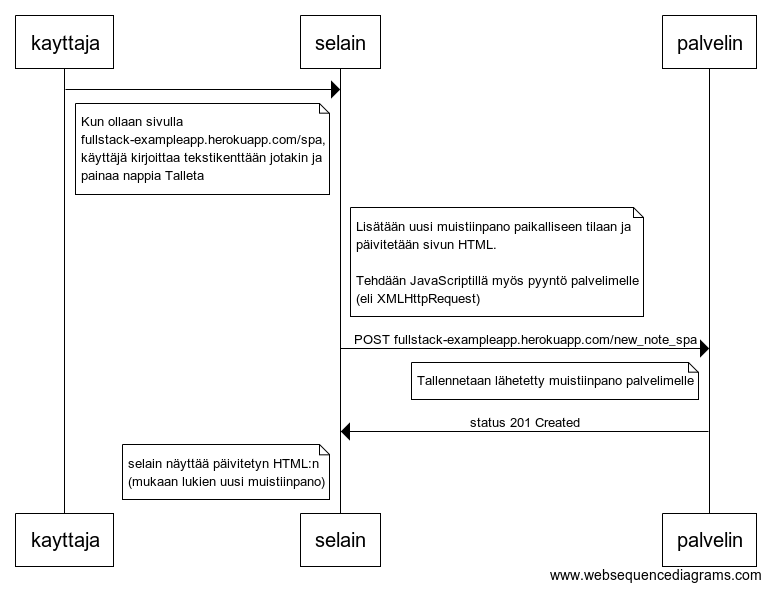 kayttaja
selain
palvelin
Kun ollaan sivulla
fullstack-exampleapp.herokuapp.com/spa,
käyttäjä kirjoittaa tekstikenttään jotakin ja
painaa nappia Talleta
Lisätään uusi muistiinpano paikalliseen tilaan ja
päivitetään sivun HTML.
Tehdään JavaScriptillä myös pyyntö palvelimelle
(eli XMLHttpRequest)
POST fullstack-exampleapp.herokuapp.com/new_note_spa
Tallennetaan lähetetty muistiinpano palvelimelle
status 201 Created
selain näyttää päivitetyn HTML:n
(mukaan lukien uusi muistiinpano)
kayttaja
selain
palvelin
www.websequencediagrams.com